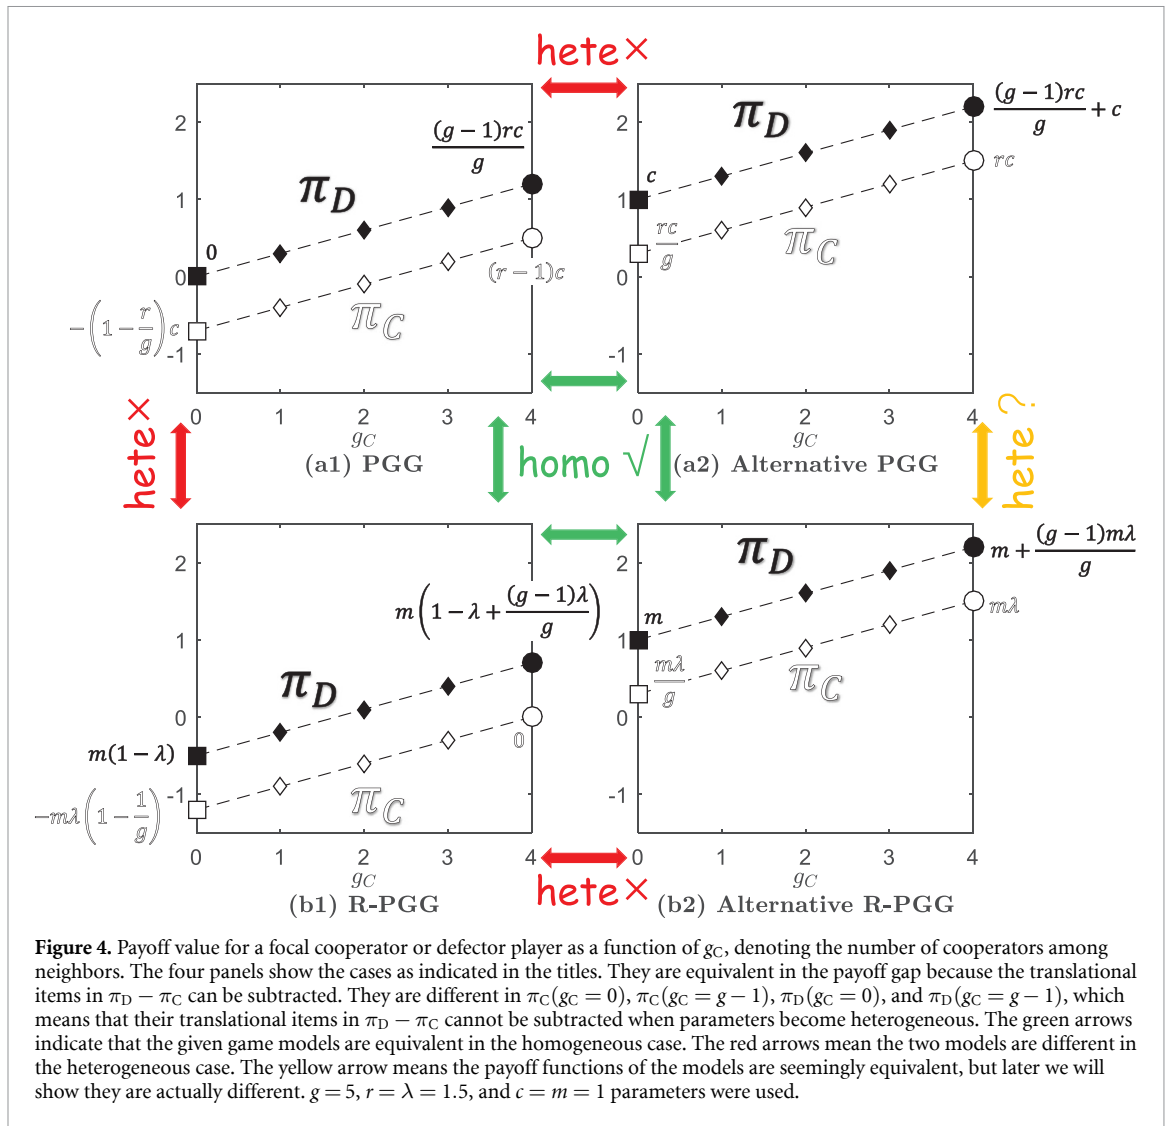 hete×
2
1
0
-1
(g − 1)rc
g
π_D
0
−(1 − r/g)c
(r − 1)c
π_C
0 1 2 3 4
g_C
(a1) PGG
2
1
0
-1
(g − 1)rc/g + c
π_D
c
rc
rc/g
π_C
0 1 2 3 4
g_C
(a2) Alternative PGG
hete×
homo √
hete ?
2
1
0
-1
m(1 − λ + (g − 1)λ/g)
π_D
m(1 − λ)
0
−mλ(1 − 1/g)
π_C
0 1 2 3 4
g_C
(b1) R-PGG
2
1
0
-1
m + (g − 1)mλ/g
π_D
m
mλ
mλ/g
π_C
0 1 2 3 4
g_C
(b2) Alternative R-PGG
hete×
Figure 4. Payoff value for a focal cooperator or defector player as a function of g_C, denoting the number of cooperators among
neighbors. The four panels show the cases as indicated in the titles. They are equivalent in the payoff gap because the translational
items in π_D − π_C can be subtracted. They are different in π_C(g_C = 0), π_C(g_C = g − 1), π_D(g_C = 0), and π_D(g_C = g − 1), which
means that their translational items in π_D − π_C cannot be subtracted when parameters become heterogeneous. The green arrows
indicate that the given game models are equivalent in the homogeneous case. The red arrows mean the two models are different in
the heterogeneous case. The yellow arrow means the payoff functions of the models are seemingly equivalent, but later we will
show they are actually different. g = 5, r = λ = 1.5, and c = m = 1 parameters were used.